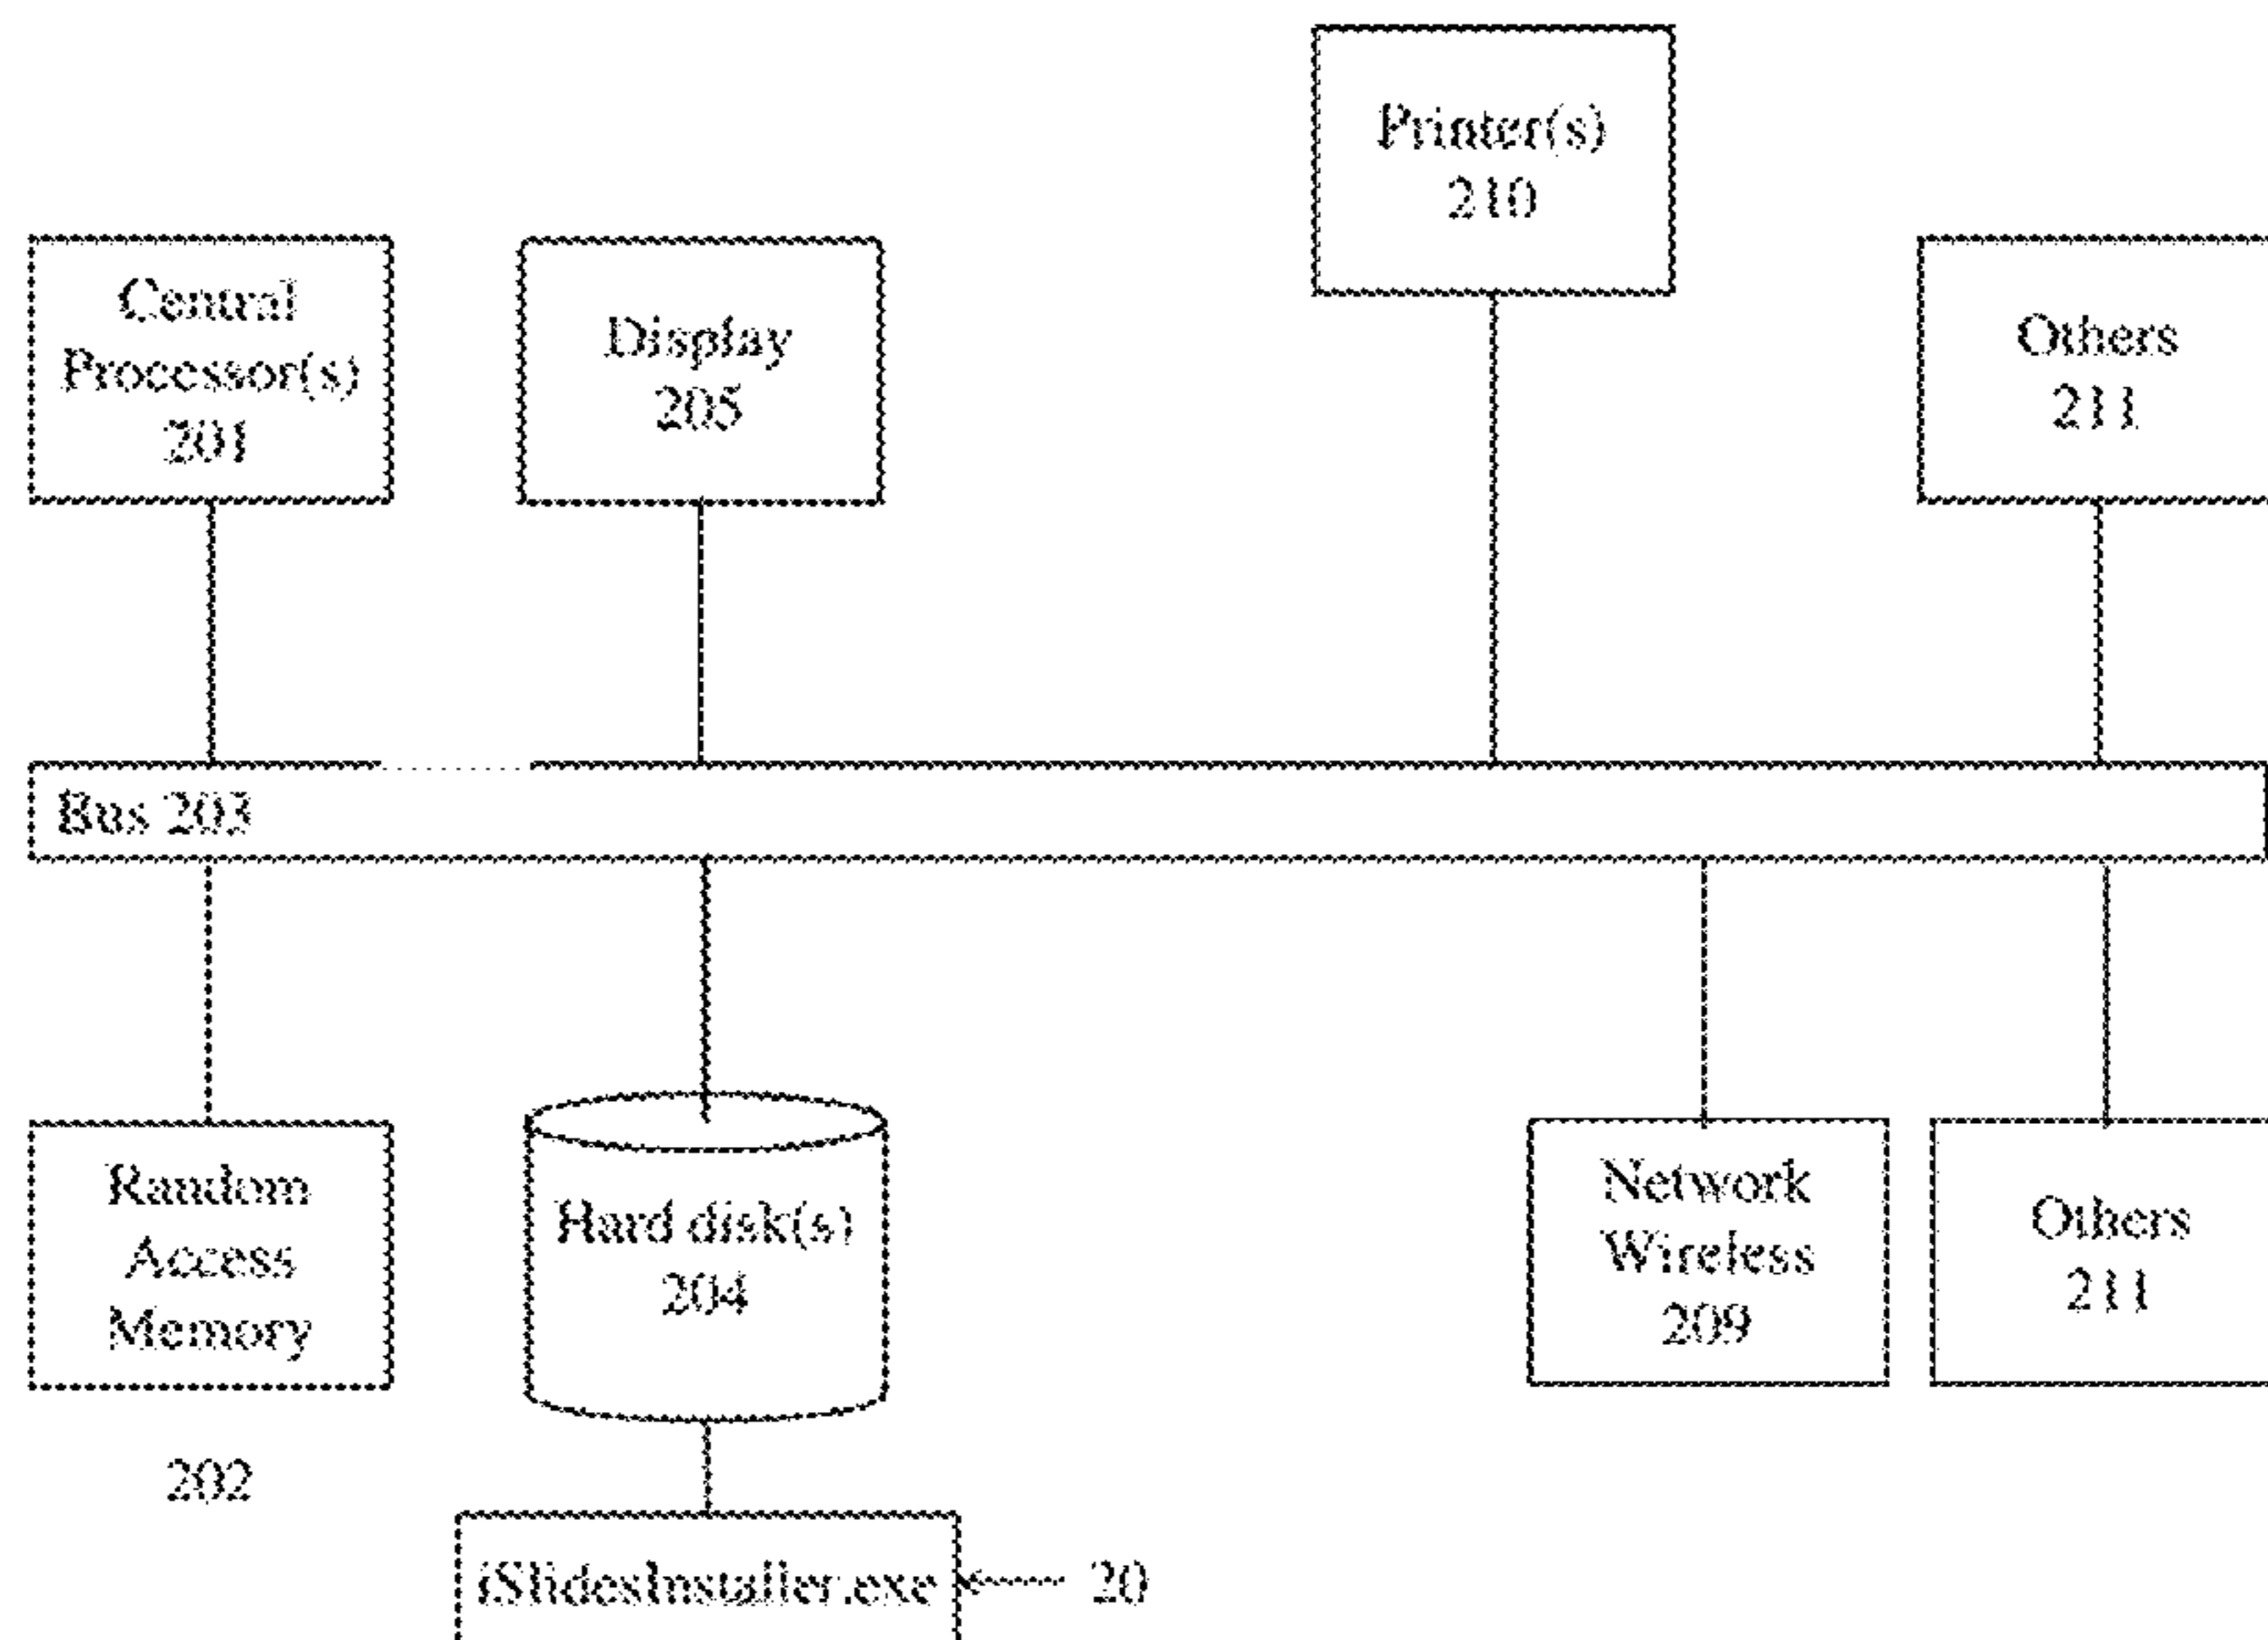 Printer(s)
210
Central
Processor(s)
201
Display
205
Others
211
Bus 203
Random
Access
Memory
202
Hard disk(s)
204
Network
Wireless
209
Others
211
iSlidesInstaller.exe
20